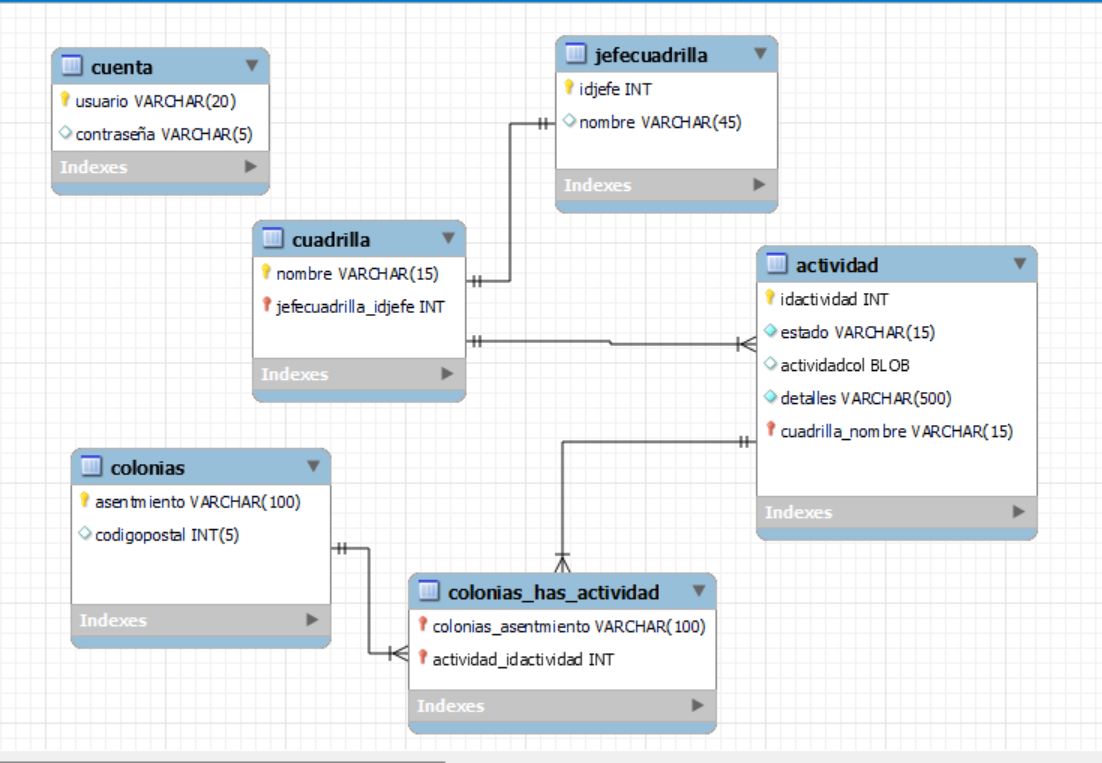 cuenta
usuario VARCHAR(20)
contraseña VARCHAR(5)
Indexes
jefecuadrilla
idjefe INT
nombre VARCHAR(45)
Indexes
cuadrilla
nombre VARCHAR(15)
jefecuadrilla_idjefe INT
Indexes
actividad
idactividad INT
estado VARCHAR(15)
actividadcol BLOB
detalles VARCHAR(500)
cuadrilla_nombre VARCHAR(15)
Indexes
colonias
asentmiento VARCHAR(100)
codigopostal INT(5)
Indexes
colonias_has_actividad
colonias_asentmiento VARCHAR(100)
actividad_idactividad INT
Indexes